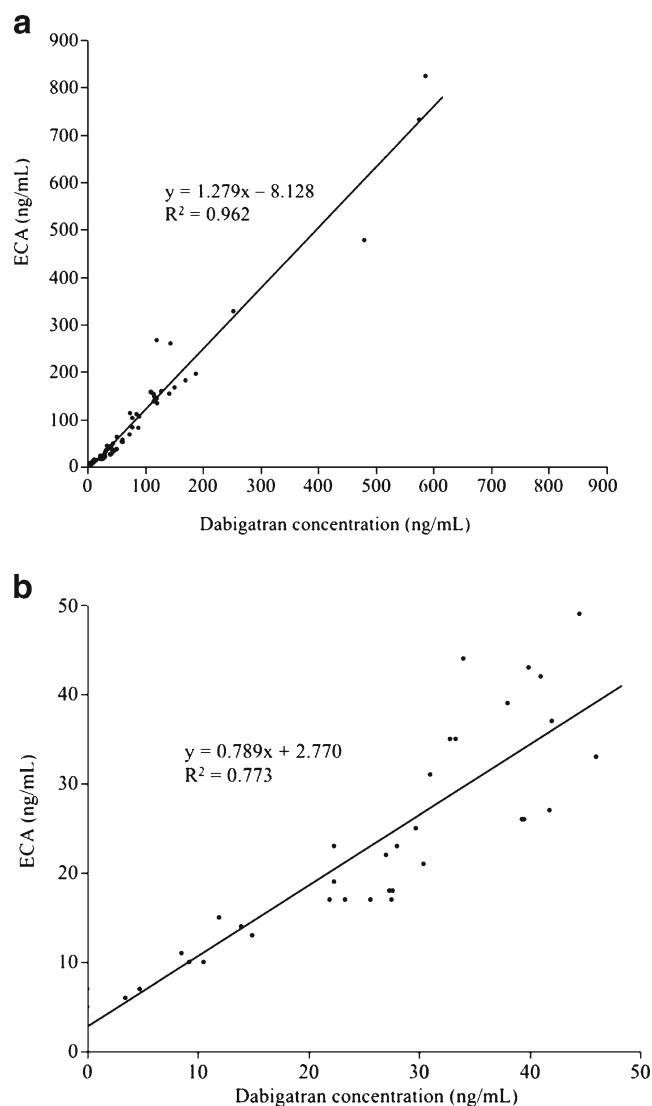 a
900
800
700
600
500
400
300
200
100
0
ECA (ng/mL)
y = 1.279x – 8.128
R² = 0.962
0 100 200 300 400 500 600 700 800 900
Dabigatran concentration (ng/mL)
b
50
40
30
20
10
0
ECA (ng/mL)
y = 0.789x + 2.770
R² = 0.773
0 10 20 30 40 50
Dabigatran concentration (ng/mL)